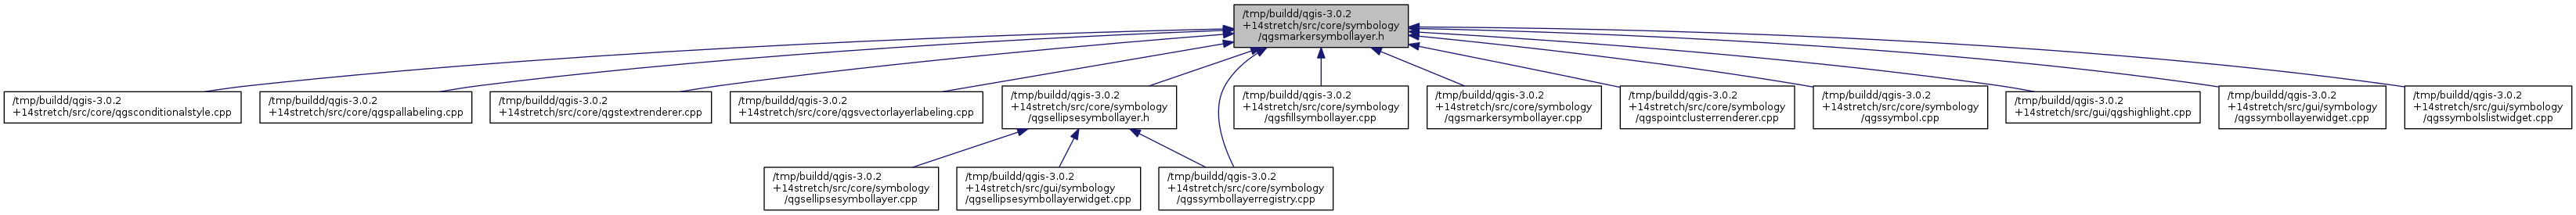 /tmp/buildd/qgis-3.0.2
+14stretch/src/core/symbology
/qgsmarkersymbollayer.h
/tmp/buildd/qgis-3.0.2
+14stretch/src/core/qgsconditionalstyle.cpp
/tmp/buildd/qgis-3.0.2
+14stretch/src/core/qgspallabeling.cpp
/tmp/buildd/qgis-3.0.2
+14stretch/src/core/qgstextrenderer.cpp
/tmp/buildd/qgis-3.0.2
+14stretch/src/core/qgsvectorlayerlabeling.cpp
/tmp/buildd/qgis-3.0.2
+14stretch/src/core/symbology
/qgsellipsesymbollayer.h
/tmp/buildd/qgis-3.0.2
+14stretch/src/core/symbology
/qgsfillsymbollayer.cpp
/tmp/buildd/qgis-3.0.2
+14stretch/src/core/symbology
/qgsmarkersymbollayer.cpp
/tmp/buildd/qgis-3.0.2
+14stretch/src/core/symbology
/qgspointclusterrenderer.cpp
/tmp/buildd/qgis-3.0.2
+14stretch/src/core/symbology
/qgssymbol.cpp
/tmp/buildd/qgis-3.0.2
+14stretch/src/gui/qgshighlight.cpp
/tmp/buildd/qgis-3.0.2
+14stretch/src/gui/symbology
/qgssymbollayerwidget.cpp
/tmp/buildd/qgis-3.0.2
+14stretch/src/gui/symbology
/qgssymbolslistwidget.cpp
/tmp/buildd/qgis-3.0.2
+14stretch/src/core/symbology
/qgsellipsesymbollayer.cpp
/tmp/buildd/qgis-3.0.2
+14stretch/src/gui/symbology
/qgsellipsesymbollayerwidget.cpp
/tmp/buildd/qgis-3.0.2
+14stretch/src/core/symbology
/qgssymbollayerregistry.cpp